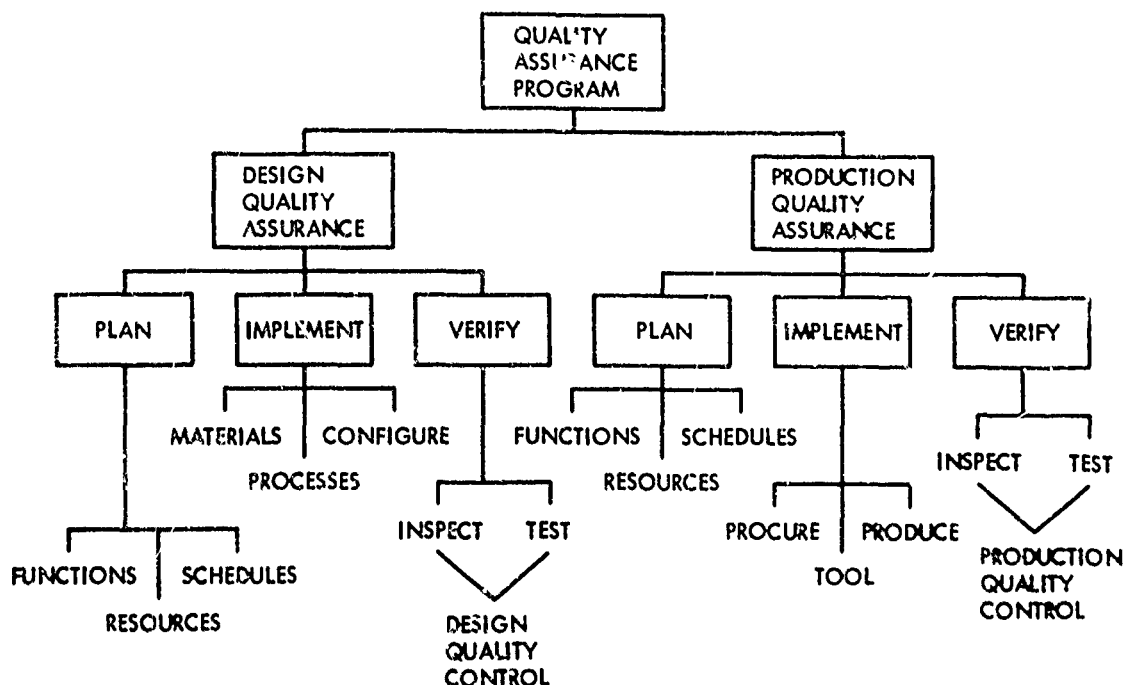 QUALITY
ASSURANCE
PROGRAM
DESIGN
QUALITY
ASSURANCE
PRODUCTION
QUALITY
ASSURANCE
PLAN
IMPLEMENT
VERIFY
PLAN
IMPLEMENT
VERIFY
MATERIALS
CONFIGURE
PROCESSES
FUNCTIONS
SCHEDULES
RESOURCES
INSPECT
TEST
DESIGN
QUALITY
CONTROL
FUNCTIONS
SCHEDULES
RESOURCES
PROCURE
PRODUCE
TOOL
INSPECT
TEST
PRODUCTION
QUALITY
CONTROL